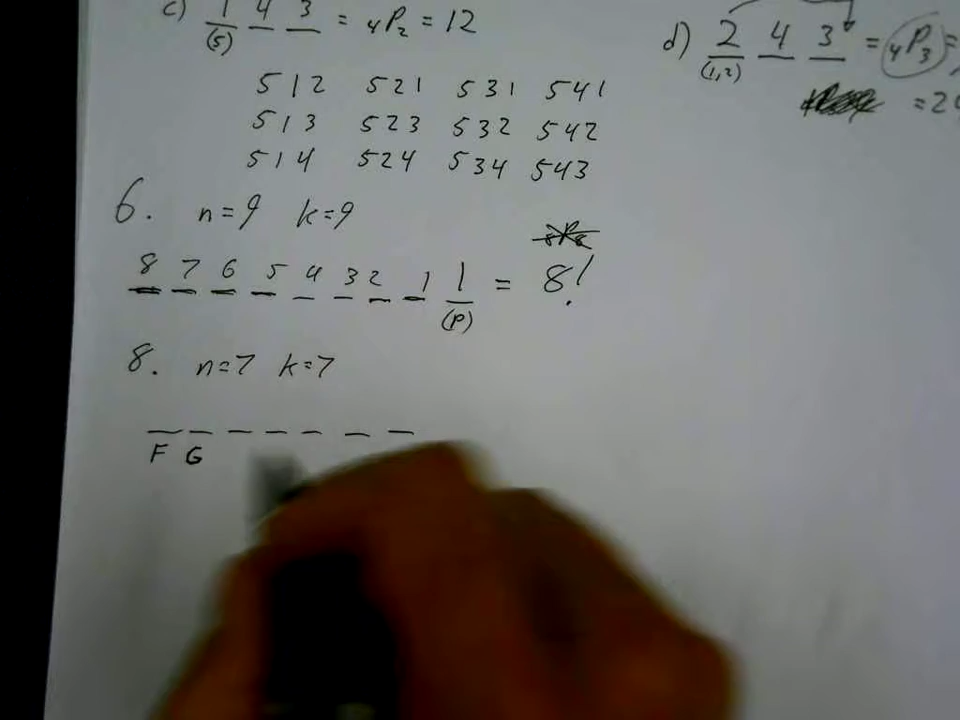 c) 1 4 3 = 4P2 = 12
(5)
d) 2 4 3 = 4P3 =
(1,2)
= 2
512 521 531 541
513 523 532 542
514 524 534 543
6. n=9 k=9
8 7 6 5 4 3 2 1 1 = 8!
(P)
8. n=7 k=7
_ _ _ _ _ _ _
F G